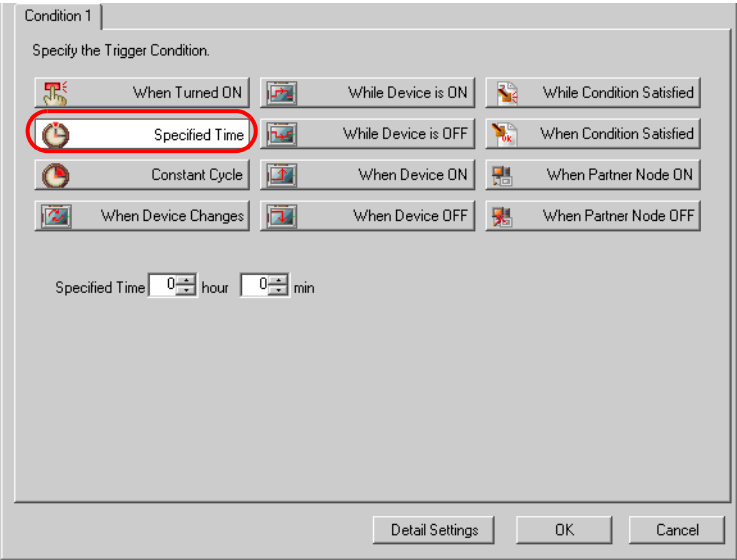 Condition 1
Specify the Trigger Condition.
When Turned ON While Device is ON While Condition Satisfied
Specified Time While Device is OFF When Condition Satisfied
Constant Cycle When Device ON When Partner Node ON
When Device Changes When Device OFF When Partner Node OFF
Specified Time 0 hour 0 min
Detail Settings OK Cancel